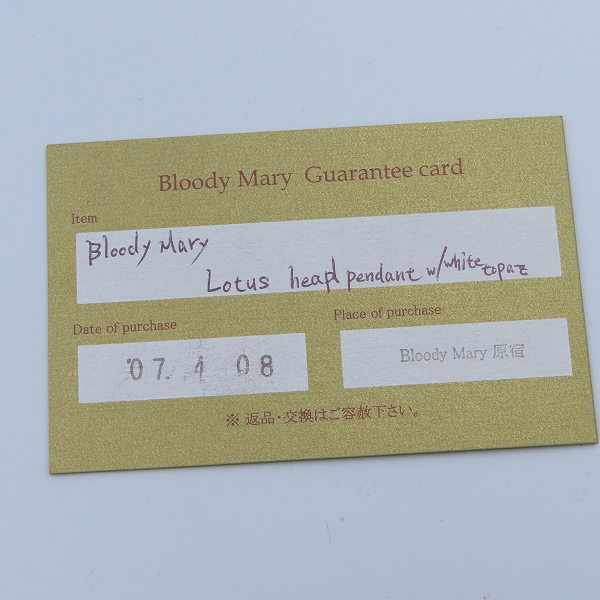 Bloody Mary Guarantee card
Item
Bloody Mary
Lotus head pendant w/white topaz
Date of purchase
Place of purchase
'07. 4 08
Bloody Mary 原宿
※ 返品・交換はご容赦下さい。